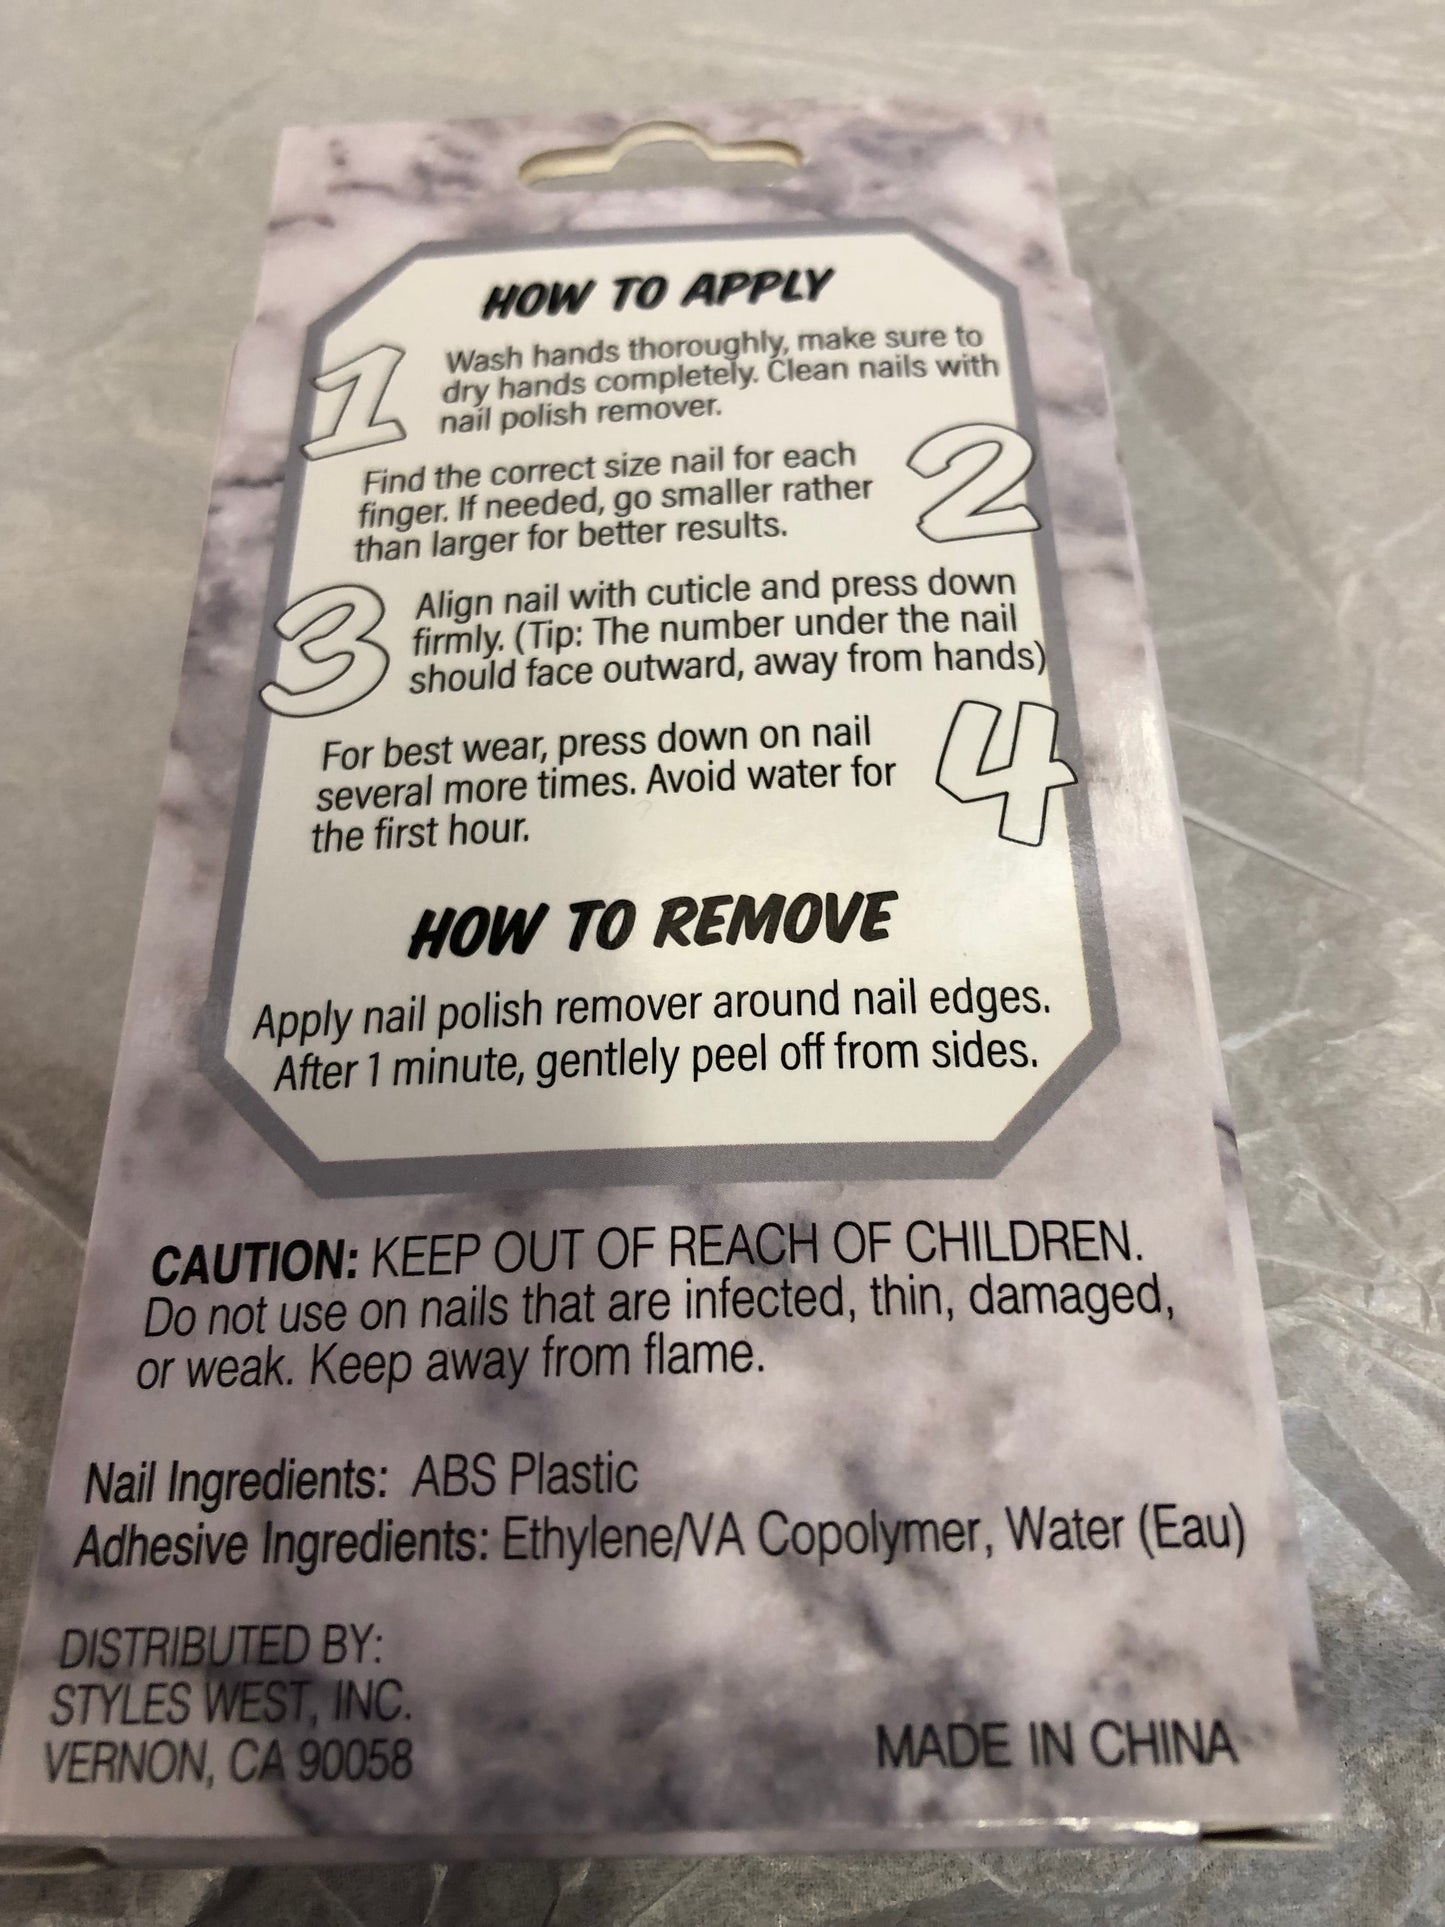 HOW TO APPLY
1
Wash hands thoroughly, make sure to
dry hands completely. Clean nails with
nail polish remover.
2
Find the correct size nail for each
finger. If needed, go smaller rather
than larger for better results.
3
Align nail with cuticle and press down
firmly. (Tip: The number under the nail
should face outward, away from hands)
4
For best wear, press down on nail
several more times. Avoid water for
the first hour.
HOW TO REMOVE
Apply nail polish remover around nail edges.
After 1 minute, gentlely peel off from sides.
CAUTION: KEEP OUT OF REACH OF CHILDREN.
Do not use on nails that are infected, thin, damaged,
or weak. Keep away from flame.
Nail Ingredients: ABS Plastic
Adhesive Ingredients: Ethylene/VA Copolymer, Water (Eau)
DISTRIBUTED BY:
STYLES WEST, INC.
VERNON, CA 90058
MADE IN CHINA